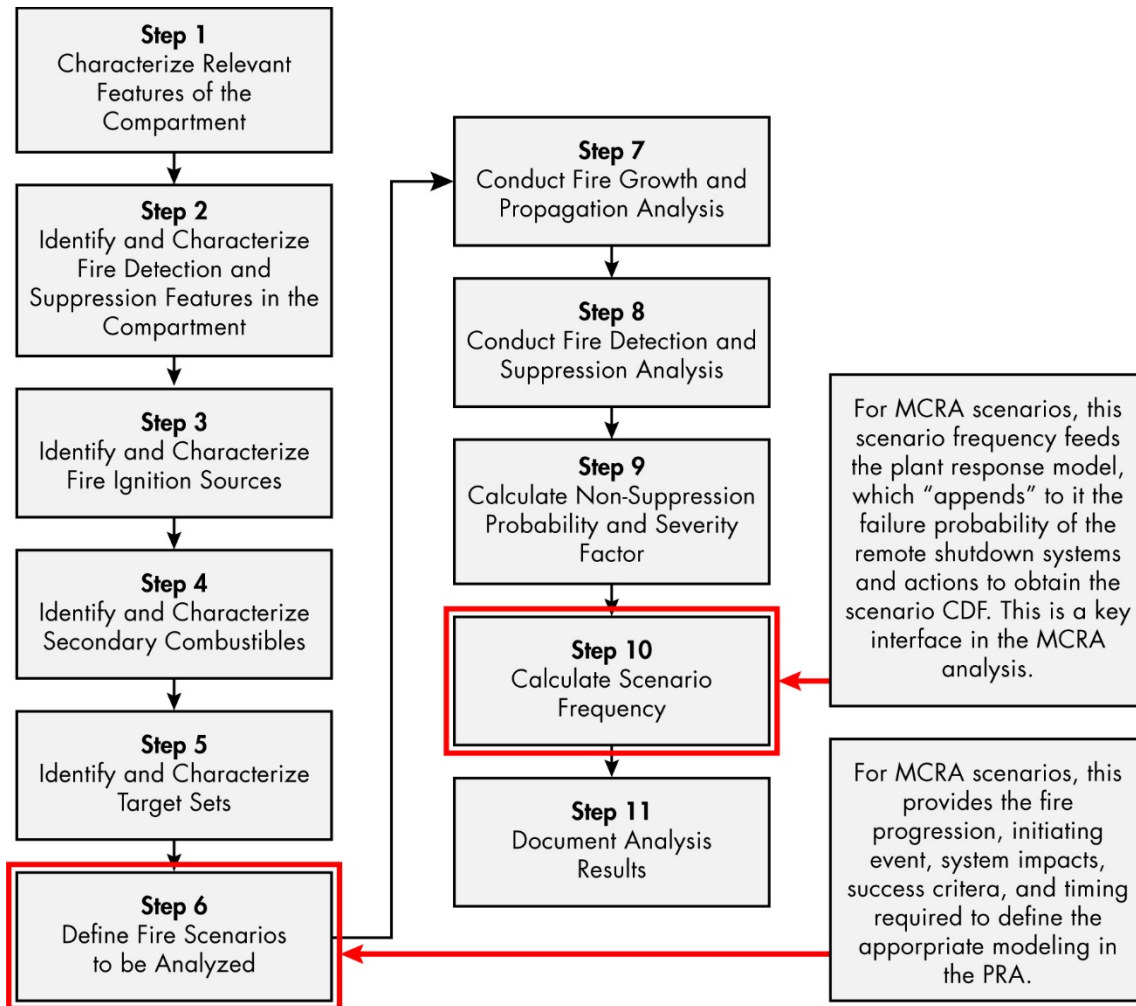 Step 1
Characterize Relevant
Features of the
Compartment
Step 2
Identify and Characterize
Fire Detection and
Suppression Features in the
Compartment
Step 3
Identify and Characterize
Fire Ignition Sources
Step 4
Identify and Characterize
Secondary Combustibles
Step 5
Identify and Characterize
Target Sets
Step 6
Define Fire Scenarios
to be Analyzed
Step 7
Conduct Fire Growth and
Propagation Analysis
Step 8
Conduct Fire Detection and
Suppression Analysis
Step 9
Calculate Non-Suppression
Probability and Severity
Factor
Step 10
Calculate Scenario
Frequency
Step 11
Document Analysis
Results
For MCRA scenarios, this
scenario frequency feeds
the plant response model,
which “appends” to it the
failure probability of the
remote shutdown systems
and actions to obtain the
scenario CDF. This is a key
interface in the MCRA
analysis.
For MCRA scenarios, this
provides the fire
progression, initiating
event, system impacts,
success critera, and timing
required to define the
apporpriate modeling in
the PRA.